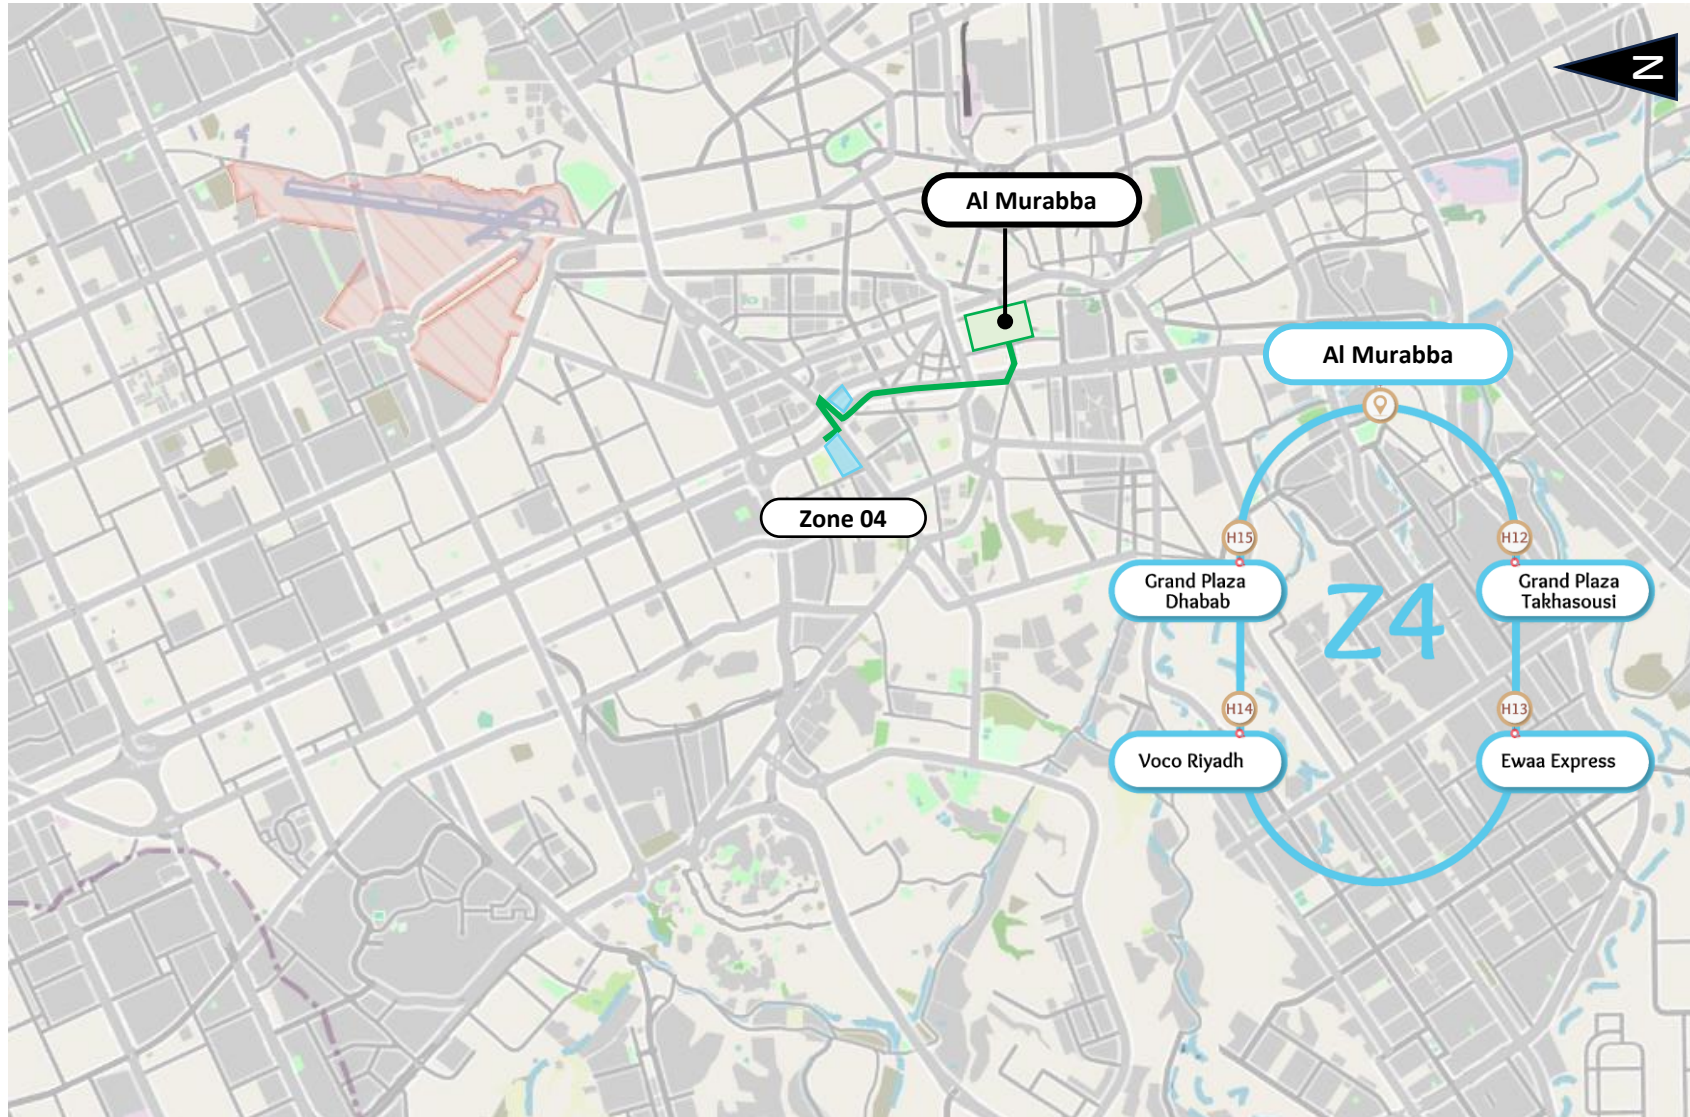 N
Al Murabba
Al Murabba
Zone 04
H15
H12
Grand Plaza
Dhabab
Grand Plaza
Takhasousi
Z4
H14
H13
Voco Riyadh
Ewaa Express